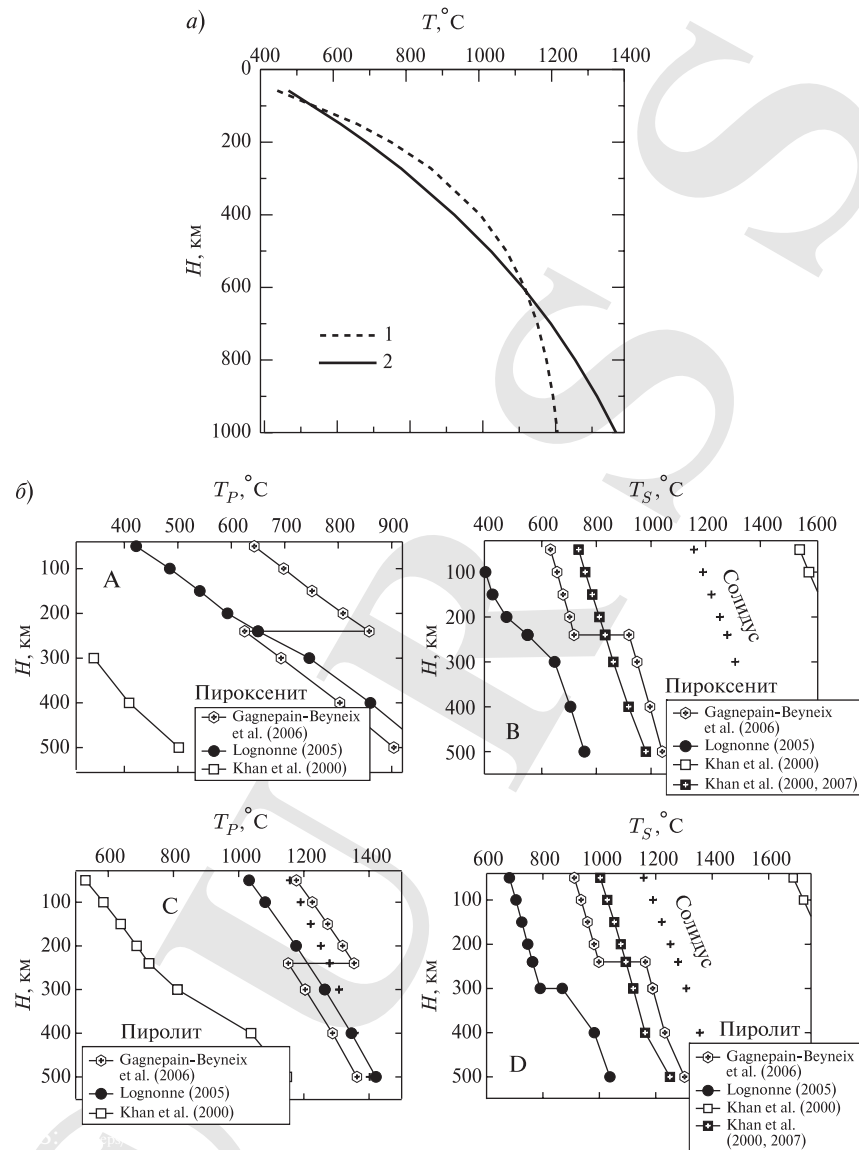 а)
T, °C
400 600 800 1000 1200 1400
0
200
400
600
800
1000
H, км
1
2
б)
T_P, °C
400 500 600 700 800 900
100
200
300
400
500
H, км
A
Пироксенит
Gagnepain-Beyneix
et al. (2006)
Lognonne (2005)
Khan et al. (2000)
T_S, °C
400 600 800 1000 1200 1400 1600
100
200
300
400
500
H, км
Солидус
B
Пироксенит
Gagnepain-Beyneix
et al. (2006)
Lognonne (2005)
Khan et al. (2000)
Khan et al. (2000, 2007)
T_P, °C
600 800 1000 1200 1400
100
200
300
400
500
H, км
C
Пиролит
Gagnepain-Beyneix
et al. (2006)
Lognonne (2005)
Khan et al. (2000)
T_S, °C
600 800 1000 1200 1400 1600
100
200
300
400
500
H, км
Солидус
D
Пиролит
Gagnepain-Beyneix
et al. (2006)
Lognonne (2005)
Khan et al. (2000)
Khan et al.
(2000, 2007)
URSS